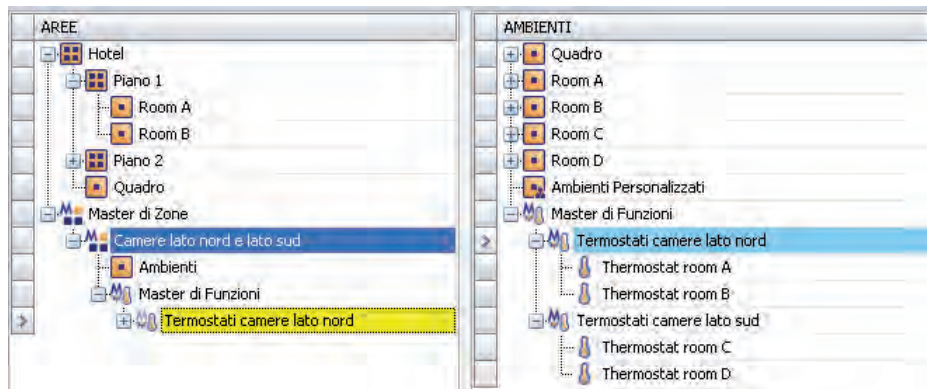 AREE
Hotel
Piano 1
Room A
Room B
Piano 2
Quadro
Master di Zone
Camere lato nord e lato sud
Ambienti
Master di Funzioni
Termostati camere lato nord
AMBIENTI
Quadro
Room A
Room B
Room C
Room D
Ambienti Personalizzati
Master di Funzioni
Termostati camere lato nord
Thermostat room A
Thermostat room B
Termostati camere lato sud
Thermostat room C
Thermostat room D